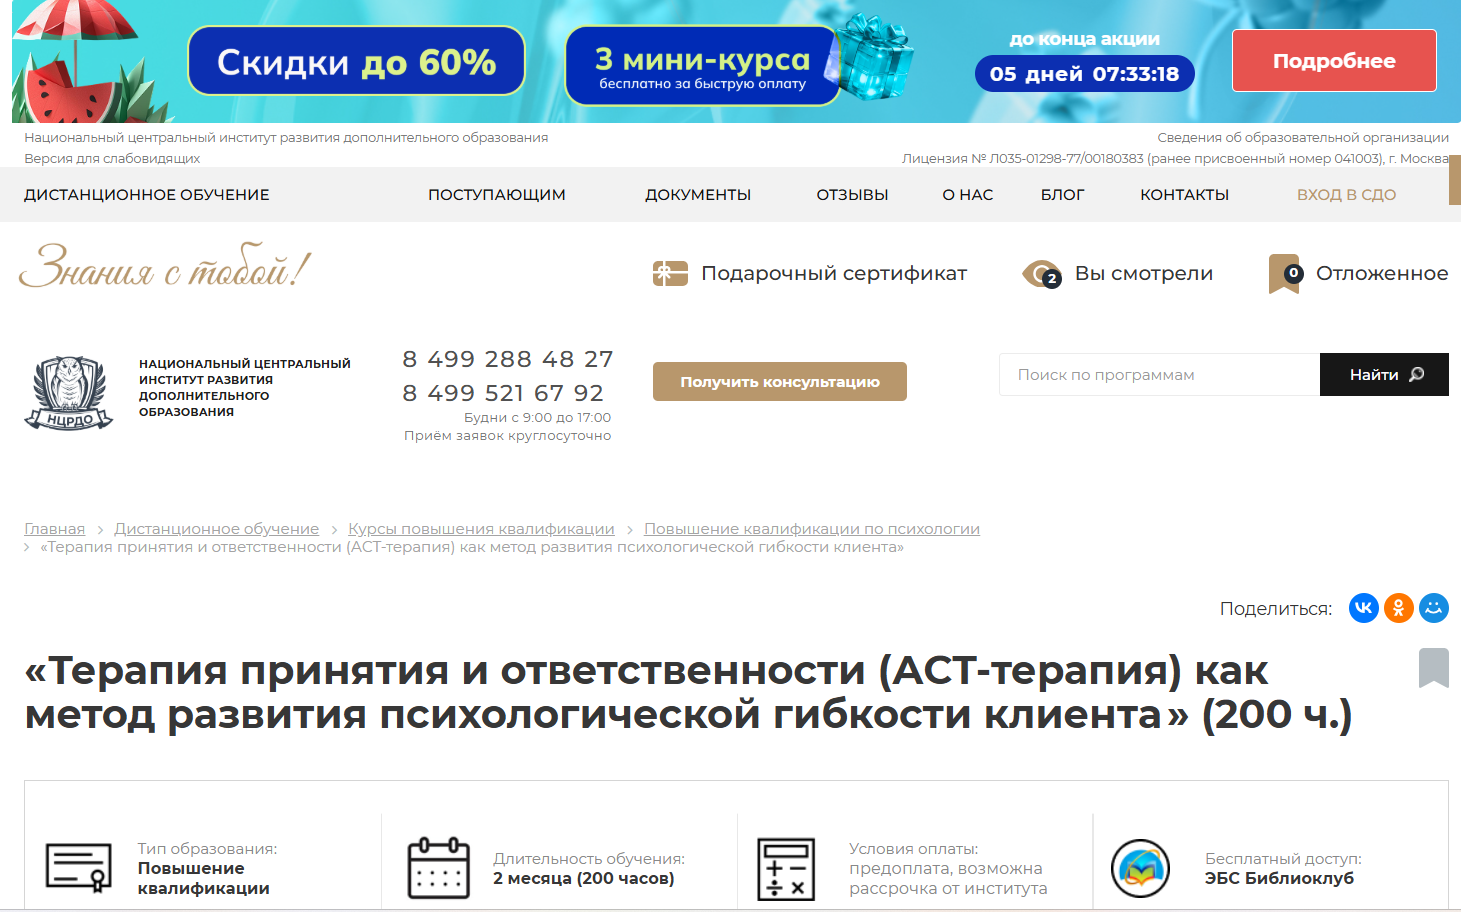 Скидки до 60%
3 мини-курса
бесплатно за быструю оплату
до конца акции
05 дней 07:33:18
Подробнее
Национальный центральный институт развития дополнительного образования
Сведения об образовательной организации
Версия для слабовидящих
Лицензия № Л035-01298-77/00180383 (ранее присвоенный номер 041003), г. Москва
ДИСТАНЦИОННОЕ ОБУЧЕНИЕ ПОСТУПАЮЩИМ ДОКУМЕНТЫ ОТЗЫВЫ О НАС БЛОГ КОНТАКТЫ ВХОД В СДО
Знания с тобой!
Подарочный сертификат
2 Вы смотрели
0 Отложенное
НЦРДО
НАЦИОНАЛЬНЫЙ ЦЕНТРАЛЬНЫЙ
ИНСТИТУТ РАЗВИТИЯ
ДОПОЛНИТЕЛЬНОГО
ОБРАЗОВАНИЯ
8 499 288 48 27
8 499 521 67 92
Будни с 9:00 до 17:00
Приём заявок круглосуточно
Получить консультацию
Поиск по программам
Найти
Главная > Дистанционное обучение > Курсы повышения квалификации > Повышение квалификации по психологии
> «Терапия принятия и ответственности (АСТ-терапия) как метод развития психологической гибкости клиента»
Поделиться:
«Терапия принятия и ответственности (АСТ-терапия) как
метод развития психологической гибкости клиента» (200 ч.)
Тип образования:
Повышение
квалификации
Длительность обучения:
2 месяца (200 часов)
Условия оплаты:
предоплата, возможна
рассрочка от института
Бесплатный доступ:
ЭБС Библиоклуб